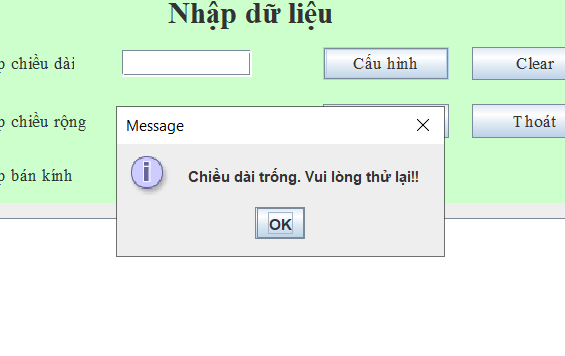 Nhập dữ liệu
p chiều dài
Cấu hình
Clear
p chiều rộng
Thoát
p bán kính
Message
Chiều dài trống. Vui lòng thử lại!!
OK